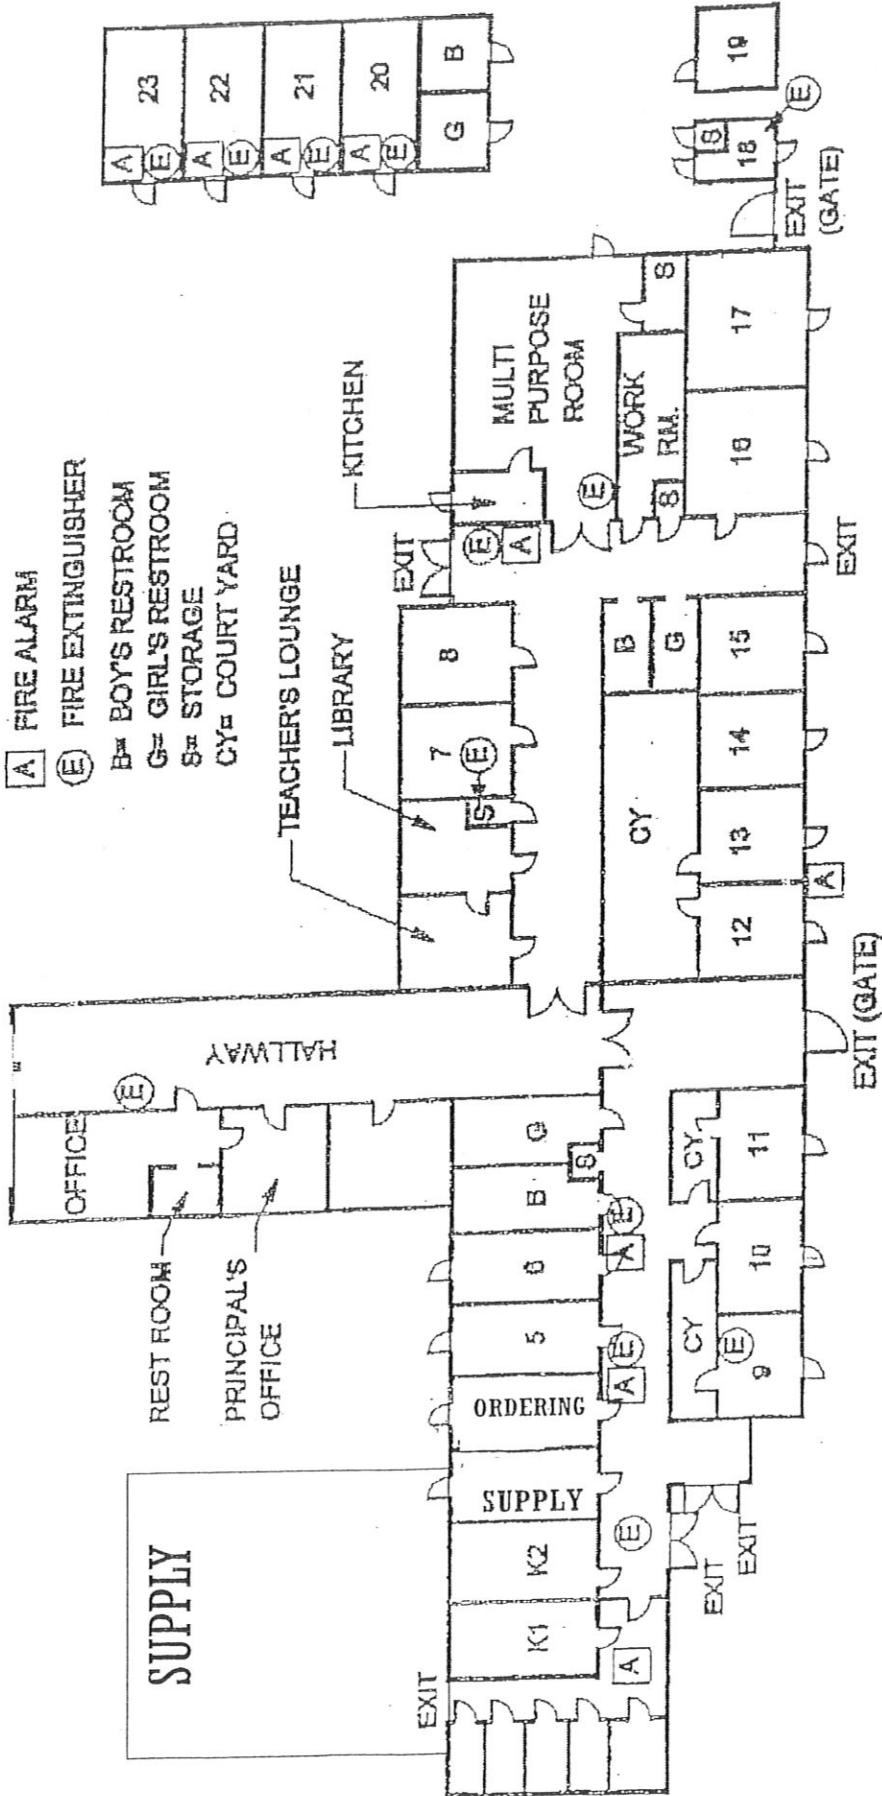 A FIRE ALARM
E FIRE EXTINGUISHER
B= BOY'S RESTROOM
G= GIRL'S RESTROOM
S= STORAGE
CY= COURT YARD
SUPPLY
OFFICE
E
REST ROOM
PRINCIPAL'S
OFFICE
HALLWAY
TEACHER'S LOUNGE
LIBRARY
KITCHEN
A
E
23
A
E
22
A
E
21
A
E
20
G
B
EXIT
K1
K2
SUPPLY
ORDERING
5
6
B
G
S
7
8
S
E
EXIT
E
A
MULTI
PURPOSE
ROOM
E
WORK
RM.
S
S
A
E
A
E
A
E
EXIT
EXIT
CY
CY
9
E
10
11
CY
B
G
12
13
14
15
16
17
A
EXIT (GATE)
EXIT
EXIT
(GATE)
18
S
E
19